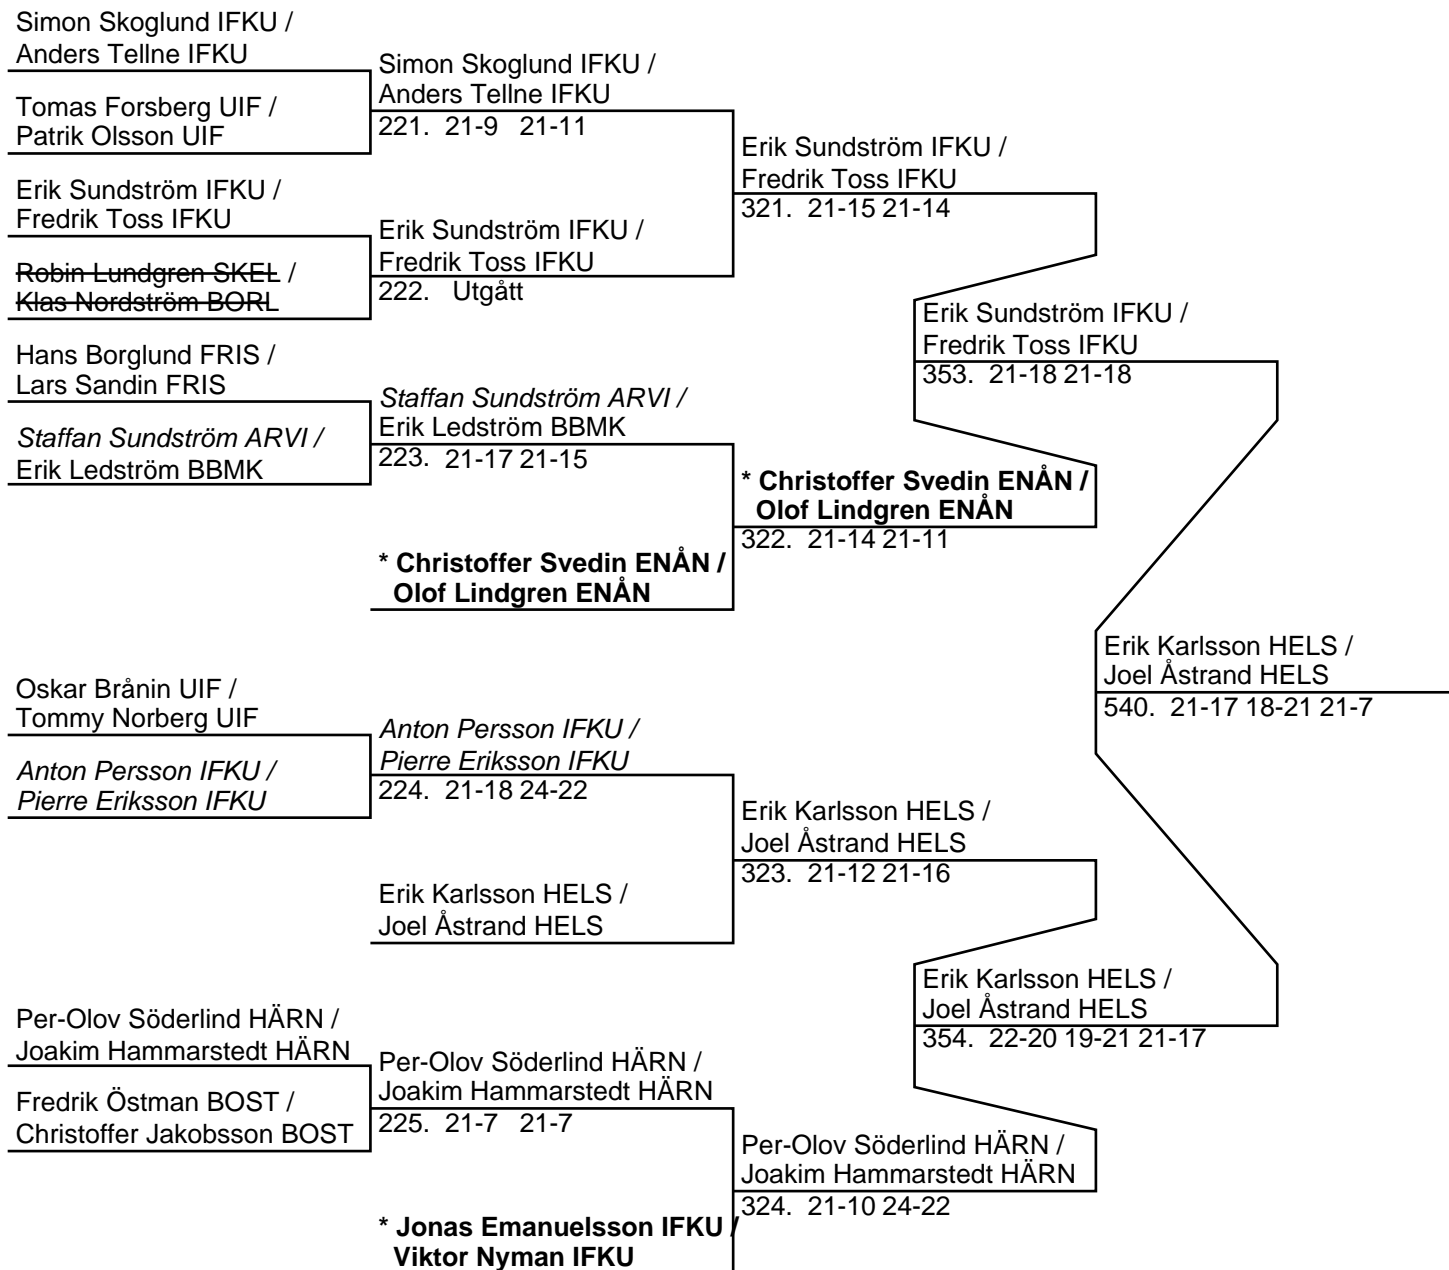 Simon Skoglund IFKU /
Anders Tellne IFKU
Tomas Forsberg UIF /
Patrik Olsson UIF
Erik Sundström IFKU /
Fredrik Toss IFKU
Robin Lundgren SKEL /
Klas Nordström BORL
Hans Borglund FRIS /
Lars Sandin FRIS
Staffan Sundström ARVI /
Erik Ledström BBMK
Oskar Brånin UIF /
Tommy Norberg UIF
Anton Persson IFKU /
Pierre Eriksson IFKU
Per-Olov Söderlind HÄRN /
Joakim Hammarstedt HÄRN
Fredrik Östman BOST /
Christoffer Jakobsson BOST
Simon Skoglund IFKU /
Anders Tellne IFKU
221. 21-9 21-11
Erik Sundström IFKU /
Fredrik Toss IFKU
222. Utgått
Staffan Sundström ARVI /
Erik Ledström BBMK
223. 21-17 21-15
* Christoffer Svedin ENÅN /
Olof Lindgren ENÅN
Anton Persson IFKU /
Pierre Eriksson IFKU
224. 21-18 24-22
Erik Karlsson HELS /
Joel Åstrand HELS
Per-Olov Söderlind HÄRN /
Joakim Hammarstedt HÄRN
225. 21-7 21-7
* Jonas Emanuelsson IFKU /
Viktor Nyman IFKU
Erik Sundström IFKU /
Fredrik Toss IFKU
321. 21-15 21-14
* Christoffer Svedin ENÅN /
Olof Lindgren ENÅN
322. 21-14 21-11
Erik Karlsson HELS /
Joel Åstrand HELS
323. 21-12 21-16
Per-Olov Söderlind HÄRN /
Joakim Hammarstedt HÄRN
324. 21-10 24-22
Erik Sundström IFKU /
Fredrik Toss IFKU
353. 21-18 21-18
Erik Karlsson HELS /
Joel Åstrand HELS
354. 22-20 19-21 21-17
Erik Karlsson HELS /
Joel Åstrand HELS
540. 21-17 18-21 21-7